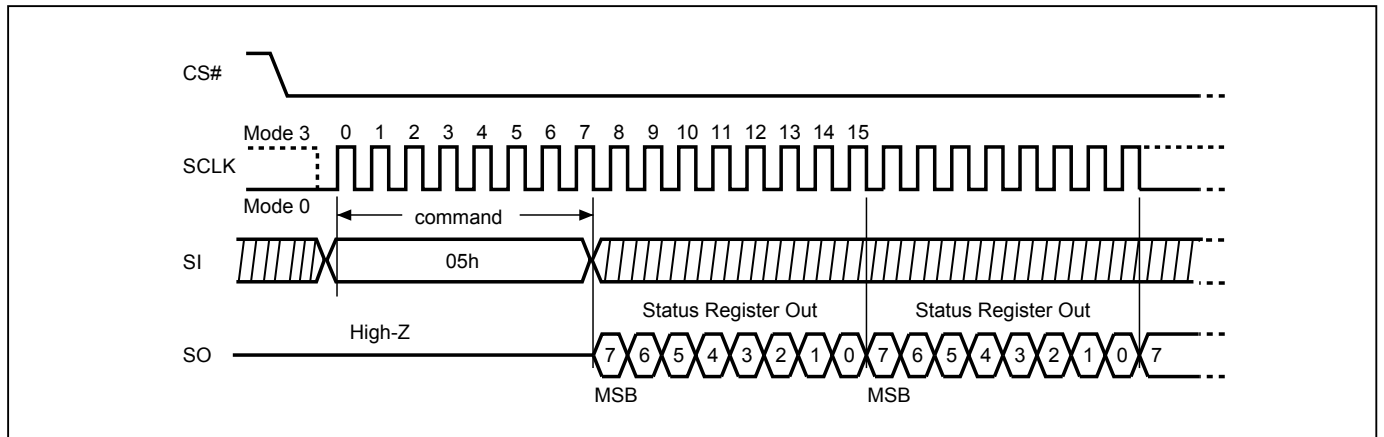 CS#
Mode 3 0 1 2 3 4 5 6 7 8 9 10 11 12 13 14 15
SCLK
Mode 0
command
SI 05h
Status Register Out Status Register Out
High-Z
SO 7 6 5 4 3 2 1 0 7 6 5 4 3 2 1 0 7
MSB MSB